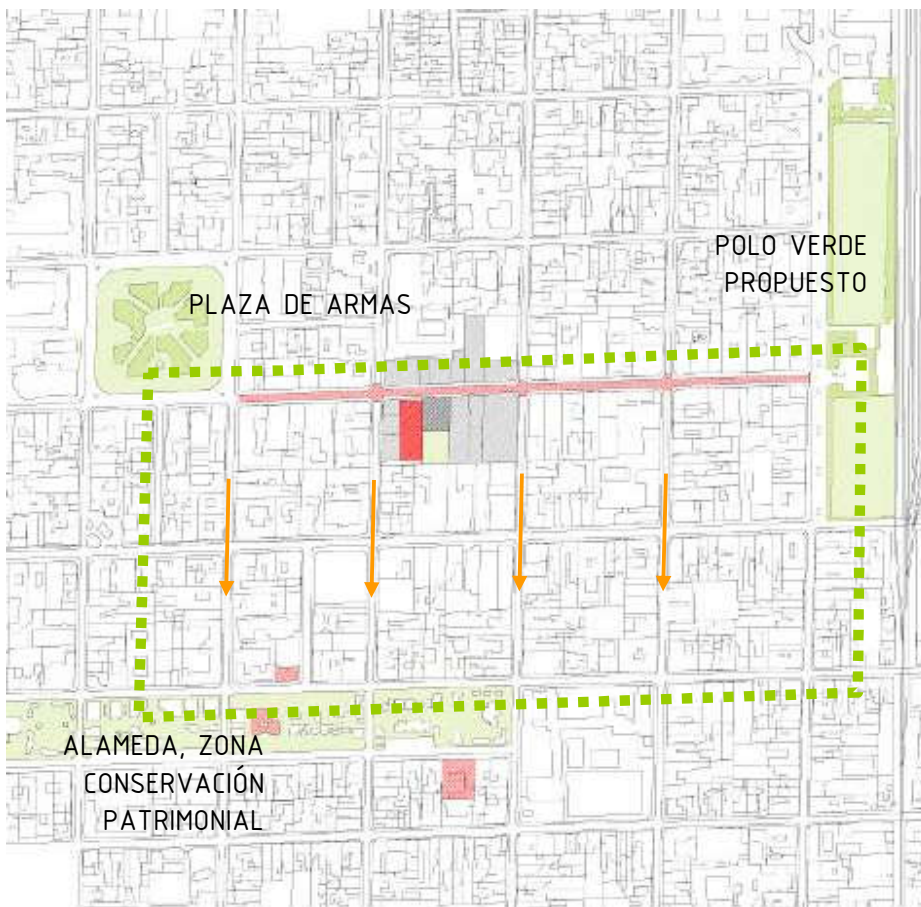 POLO VERDE
PROPUESTO
PLAZA DE ARMAS
ALAMEDA, ZONA
CONSERVACIÓN
PATRIMONIAL